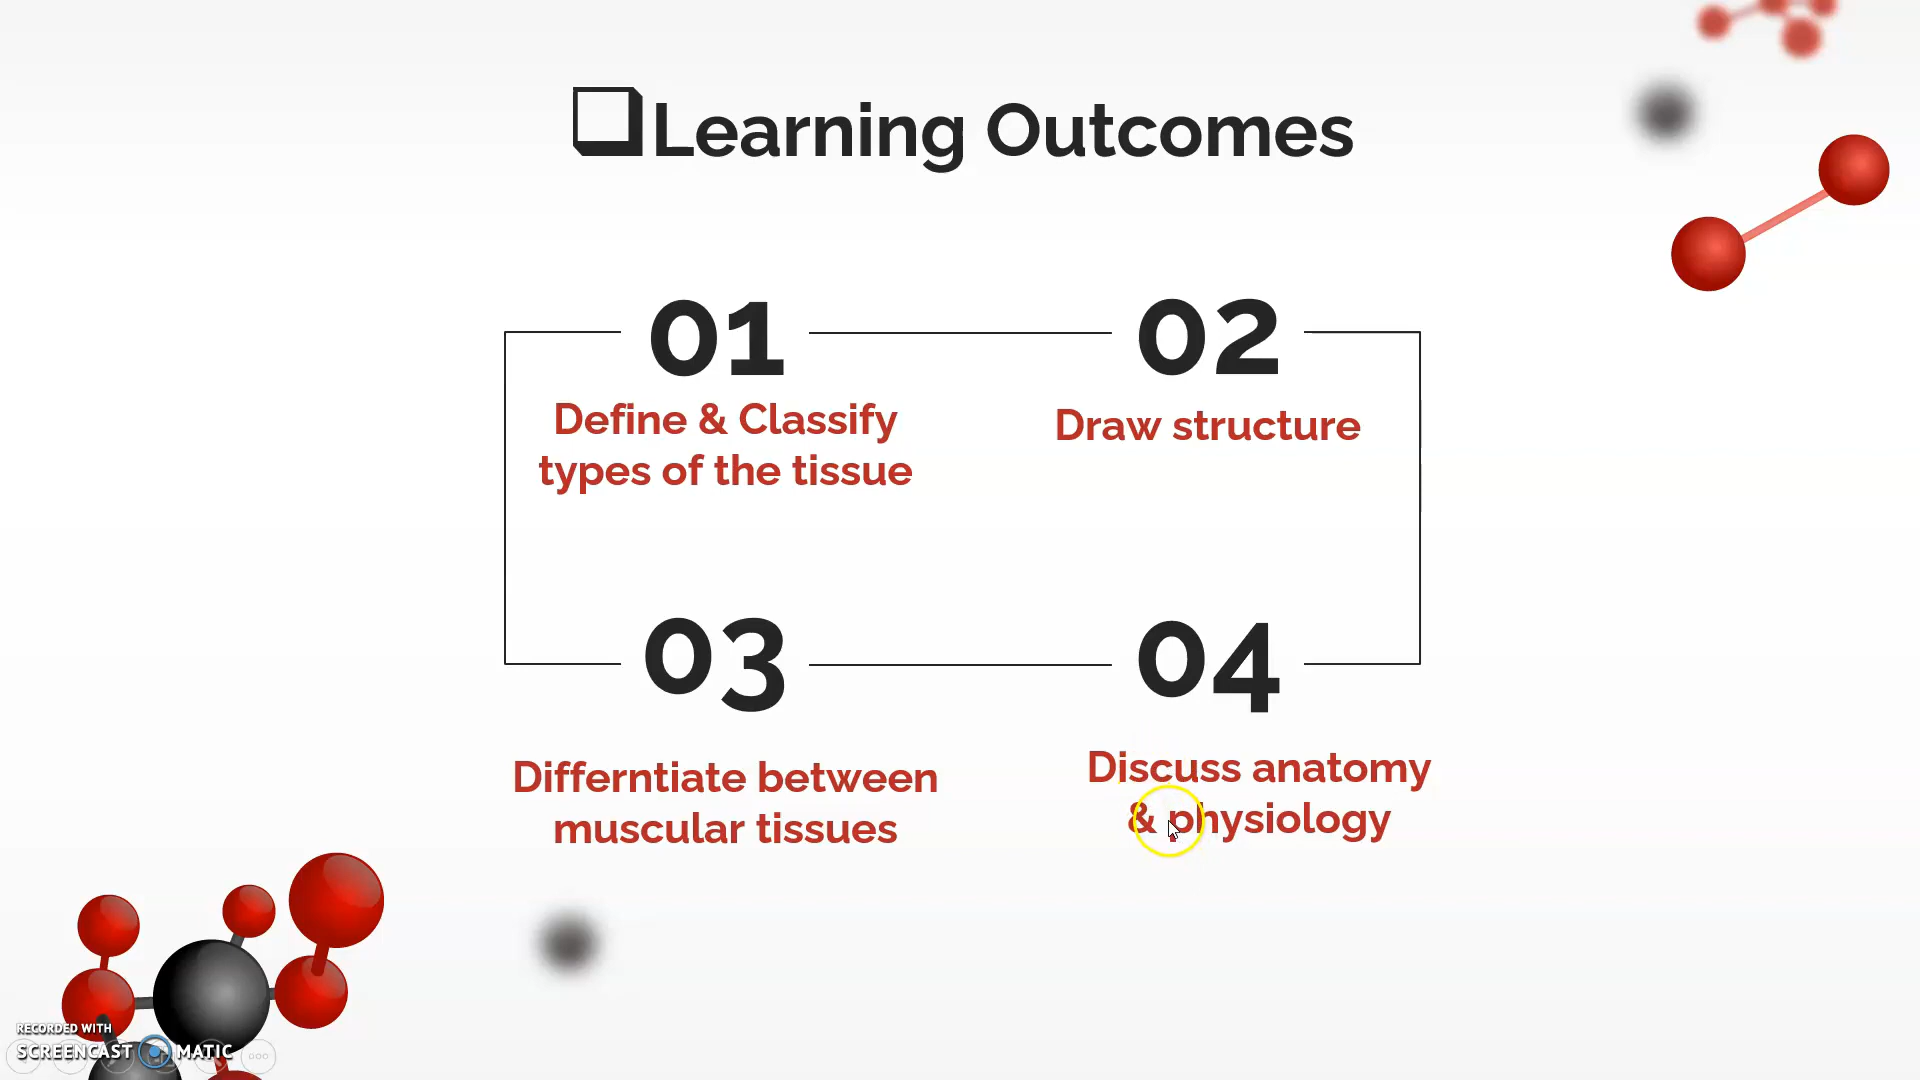 ❑Learning Outcomes
01
Define & Classify
types of the tissue
02
Draw structure
03
Differntiate between
muscular tissues
04
Discuss anatomy
& physiology
RECORDED WITH
SCREENCAST MATIC